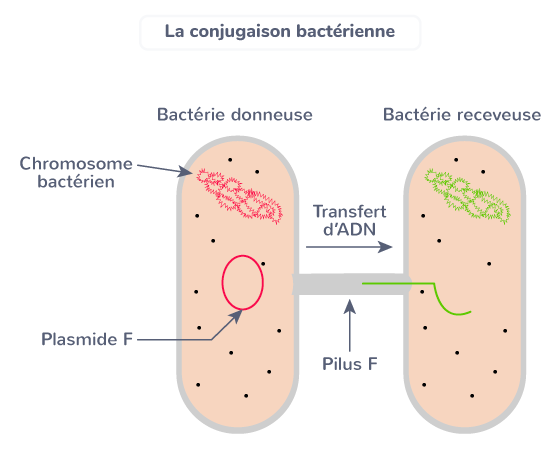 La conjugaison bactérienne
Bactérie donneuse
Bactérie receveuse
Chromosome
bactérien
Transfert
d'ADN
Plasmide F
Pilus F